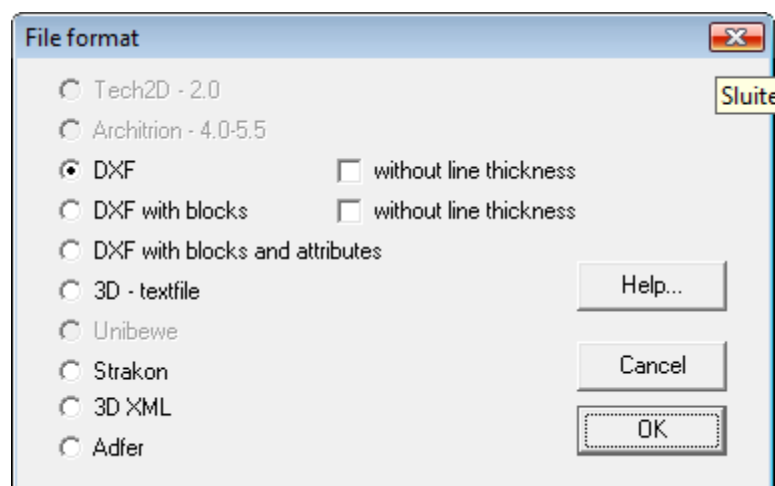 File format
Tech2D - 2.0
Sluite
Architrion - 4.0-5.5
DXF without line thickness
DXF with blocks without line thickness
DXF with blocks and attributes
3D - textfile
Help...
Unibewe
Strakon
Cancel
3D XML
OK
Adfer